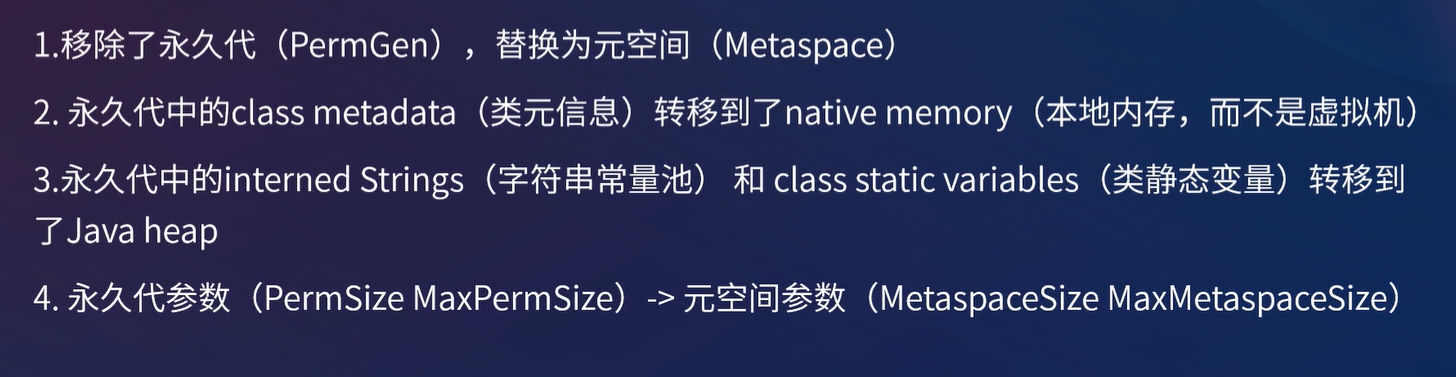 1.移除了永久代（PermGen），替换为元空间（Metaspace）
2. 永久代中的class metadata（类元信息）转移到了native memory（本地内存，而不是虚拟机）
3.永久代中的interned Strings（字符串常量池） 和 class static variables（类静态变量）转移到
了Java heap
4. 永久代参数（PermSize MaxPermSize）-> 元空间参数（MetaspaceSize MaxMetaspaceSize）